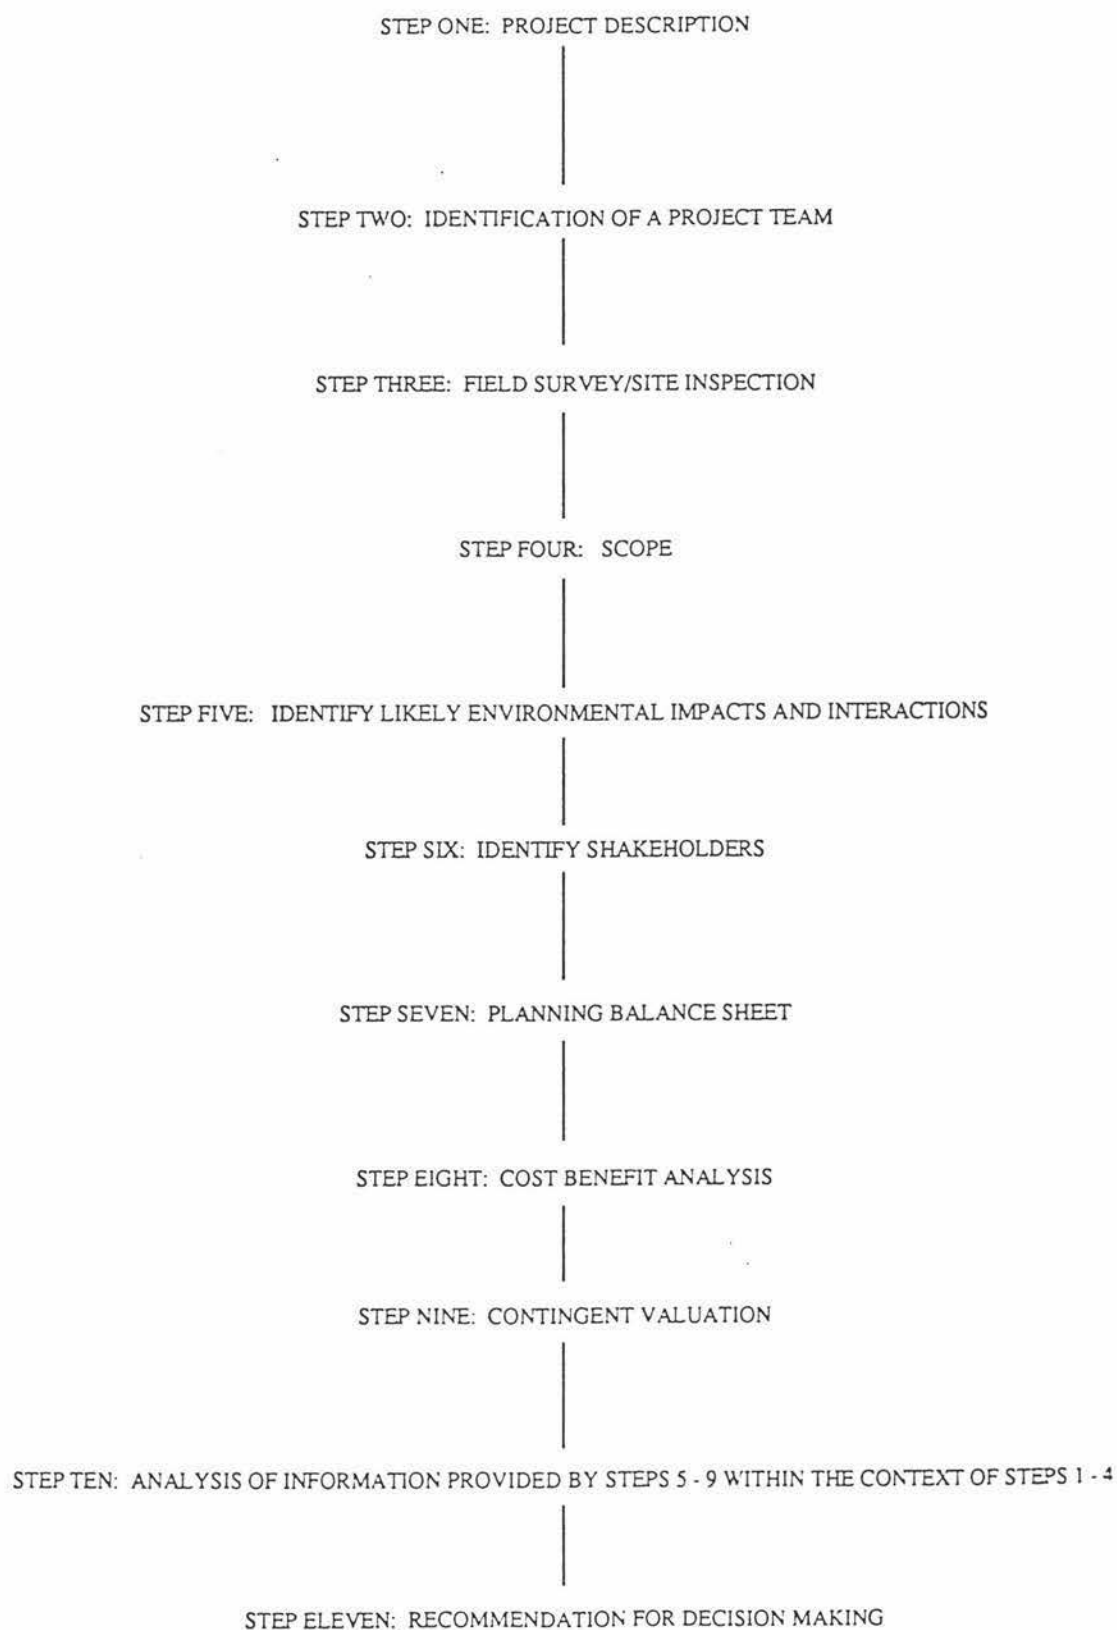 STEP ONE: PROJECT DESCRIPTION
STEP TWO: IDENTIFICATION OF A PROJECT TEAM
STEP THREE: FIELD SURVEY/SITE INSPECTION
STEP FOUR: SCOPE
STEP FIVE: IDENTIFY LIKELY ENVIRONMENTAL IMPACTS AND INTERACTIONS
STEP SIX: IDENTIFY SHAKEHOLDERS
STEP SEVEN: PLANNING BALANCE SHEET
STEP EIGHT: COST BENEFIT ANALYSIS
STEP NINE: CONTINGENT VALUATION
STEP TEN: ANALYSIS OF INFORMATION PROVIDED BY STEPS 5 - 9 WITHIN THE CONTEXT OF STEPS 1 - 4
STEP ELEVEN: RECOMMENDATION FOR DECISION MAKING